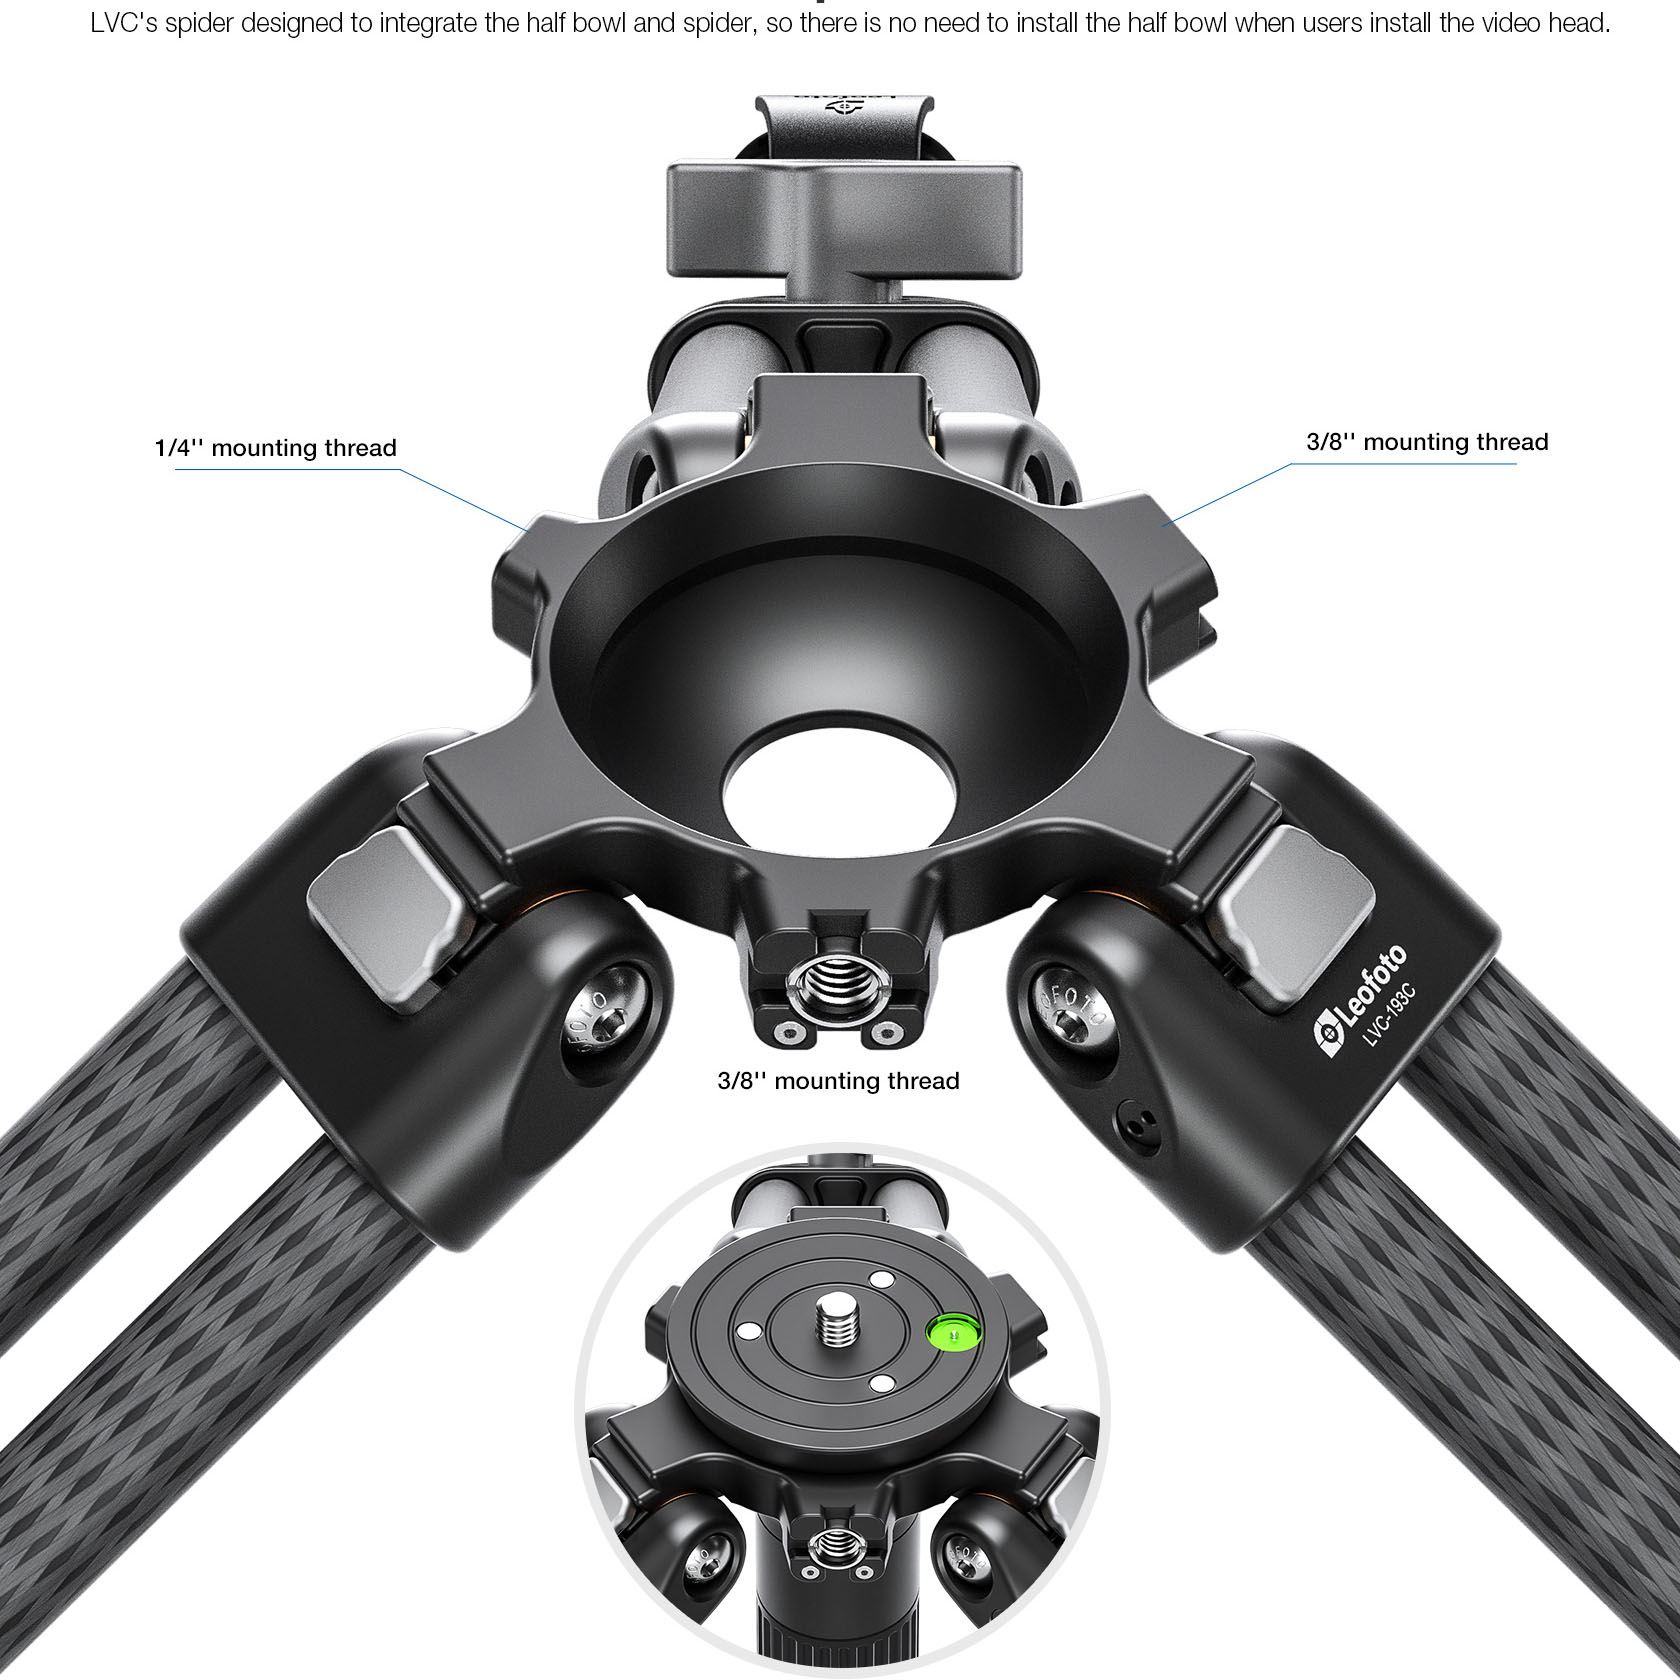 LVC's spider designed to integrate the half bowl and spider, so there is no need to install the half bowl when users install the video head.
1/4'' mounting thread
3/8'' mounting thread
Leofoto
LVC-193C
3/8'' mounting thread